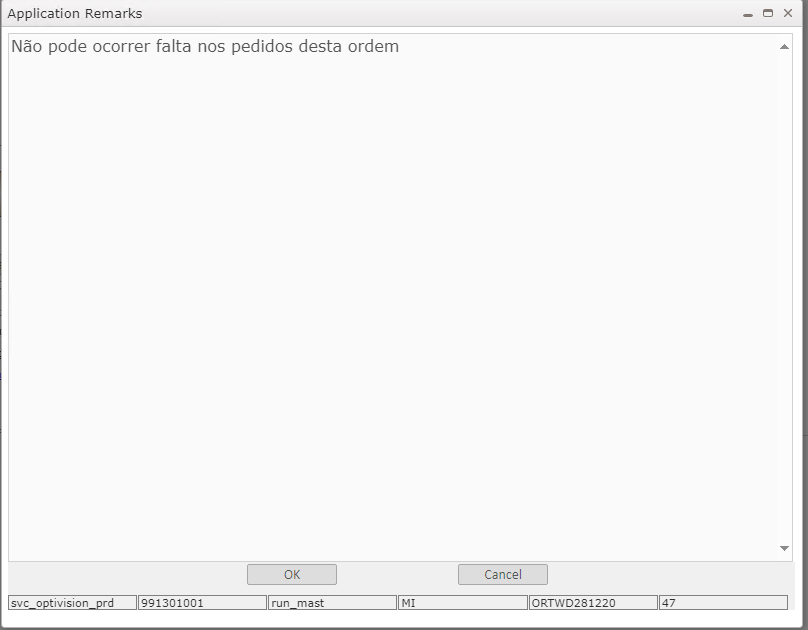 Application Remarks
Não pode ocorrer falta nos pedidos desta ordem
OK Cancel
svc_optivision_prd 991301001 run_mast MI ORTWD281220 47